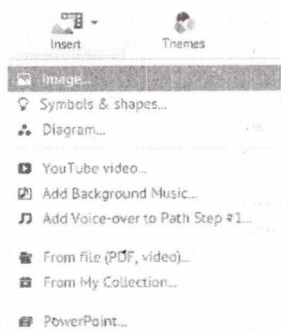 Insert Themes
Image...
Symbols & shapes...
Diagram...
YouTube video...
Add Background Music...
Add Voice-over to Path Step #1...
From file (PDF, video)...
From My Collection...
PowerPoint...